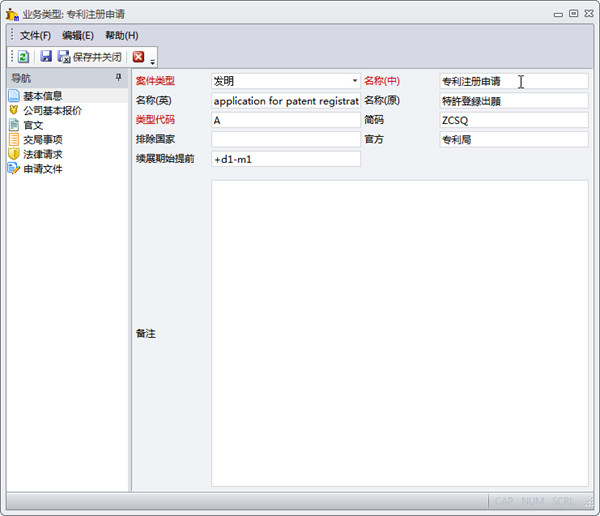 业务类型: 专利注册申请
文件(F) 编辑(E) 帮助(H)
保存并关闭
导航
基本信息
公司基本报价
官文
交局事项
法律请求
申请文件
案件类型 发明 名称(中) 专利注册申请
名称(英) application for patent registrat 名称(原) 特許登録出願
类型代码 A 简码 ZCSQ
排除国家 官方 专利局
续展期始提前 +d1-m1
备注
CAP NUM SCRL